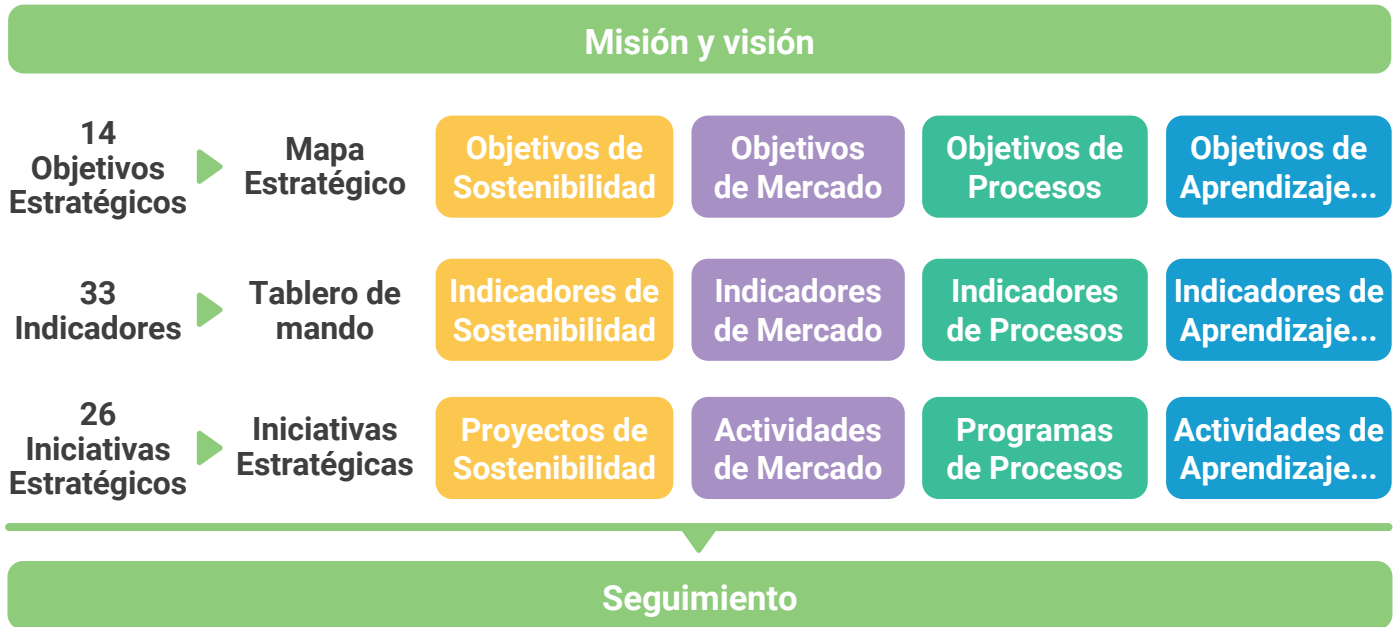 Misión y visión
14
Objetivos
Estratégicos
Mapa
Estratégico
Objetivos de
Sostenibilidad
Objetivos
de Mercado
Objetivos de
Procesos
Objetivos de
Aprendizaje...
33
Indicadores
Tablero de
mando
Indicadores de
Sostenibilidad
Indicadores
de Mercado
Indicadores
de Procesos
Indicadores de
Aprendizaje...
26
Iniciativas
Estratégicos
Iniciativas
Estratégicas
Proyectos de
Sostenibilidad
Actividades
de Mercado
Programas
de Procesos
Actividades de
Aprendizaje...
Seguimiento